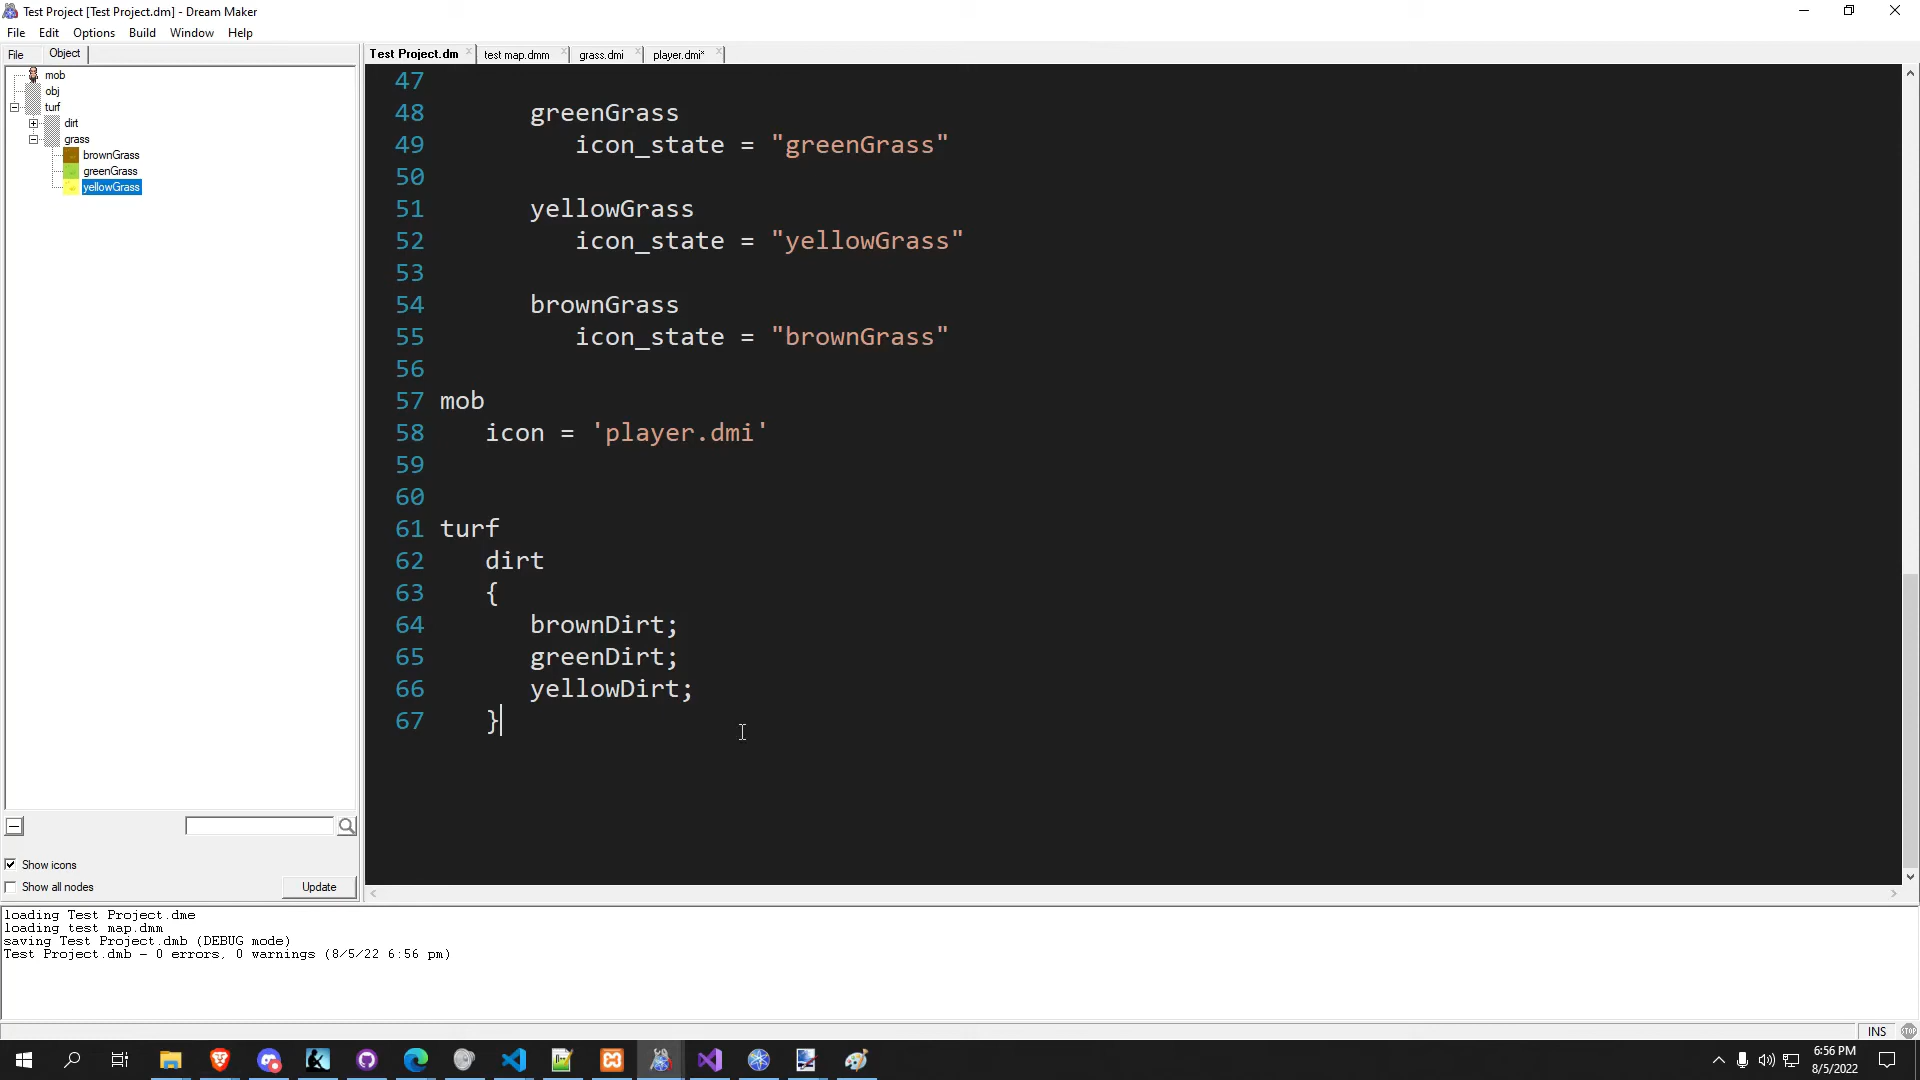 Test Project [Test Project.dm] - Dream Maker
File Edit Options Build Window Help
File Object
Test Project.dm test map.dmm grass.dmi player.dmi*
mob
obj
turf
dirt
grass
brownGrass
greenGrass
yellowGrass
47
48 greenGrass
49 icon_state = "greenGrass"
50
51 yellowGrass
52 icon_state = "yellowGrass"
53
54 brownGrass
55 icon_state = "brownGrass"
56
57 mob
58 icon = 'player.dmi'
59
60
61 turf
62 dirt
63 {
64 brownDirt;
65 greenDirt;
66 yellowDirt;
67 }
Show icons
Show all nodes
Update
loading Test Project.dme
loading test map.dmm
saving Test Project.dmb (DEBUG mode)
Test Project.dmb - 0 errors, 0 warnings (8/5/22 6:56 pm)
INS
STOP
6:56 PM
8/5/2022